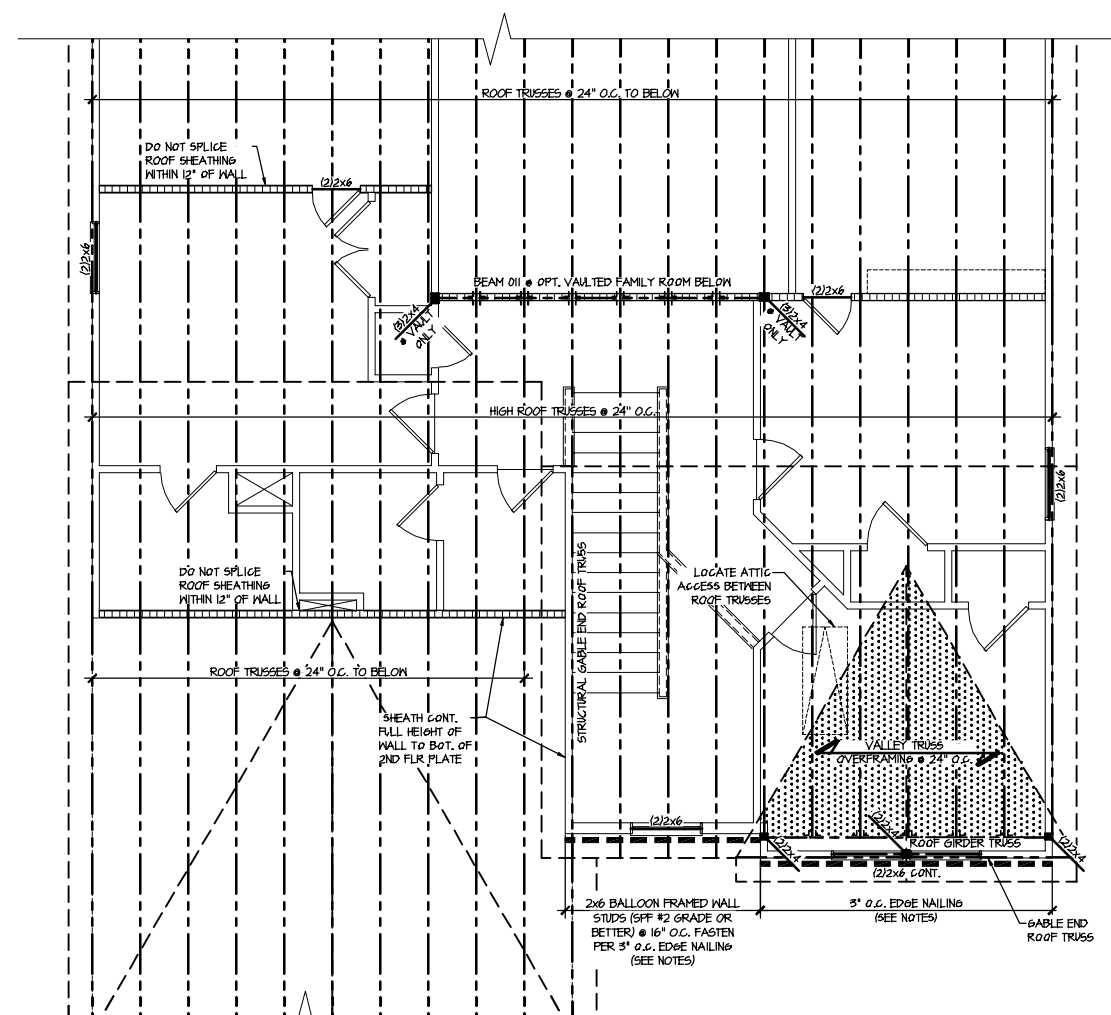 ROOF TRUSSES @ 24" O.C. TO BELOW
DO NOT SPLICE
ROOF SHEATHING
WITHIN 12" OF WALL
(2)2x6
(2)2x6
BEAM 011 @ OPT. VAULTED FAMILY ROOM BELOW
(2)2x6
(3)2x4
@ VAULT
ONLY
(3)2x4
@ VAULT
ONLY
HIGH ROOF TRUSSES @ 24" O.C.
(2)2x6
STRUCTURAL GABLE END ROOF TRUSS
LOCATE ATTIC
ACCESS BETWEEN
ROOF TRUSSES
DO NOT SPLICE
ROOF SHEATHING
WITHIN 12" OF WALL
ROOF TRUSSES @ 24" O.C. TO BELOW
SHEATH CONT.
FULL HEIGHT OF
WALL TO BOT. OF
2ND FLR PLATE
VALLEY TRUSS
OVERFRAMING @ 24" O.C.
(2)2x6
(2)2x4
(2)2x4
ROOF GIRDER TRUSS
(2)2x4
(2)2x6 CONT.
2x6 BALLOON FRAMED WALL
STUDS (SPF #2 GRADE OR
BETTER) @ 16" O.C. FASTEN
PER 3" O.C. EDGE NAILING
(SEE NOTES)
3" O.C. EDGE NAILING
(SEE NOTES)
GABLE END
ROOF TRUSS